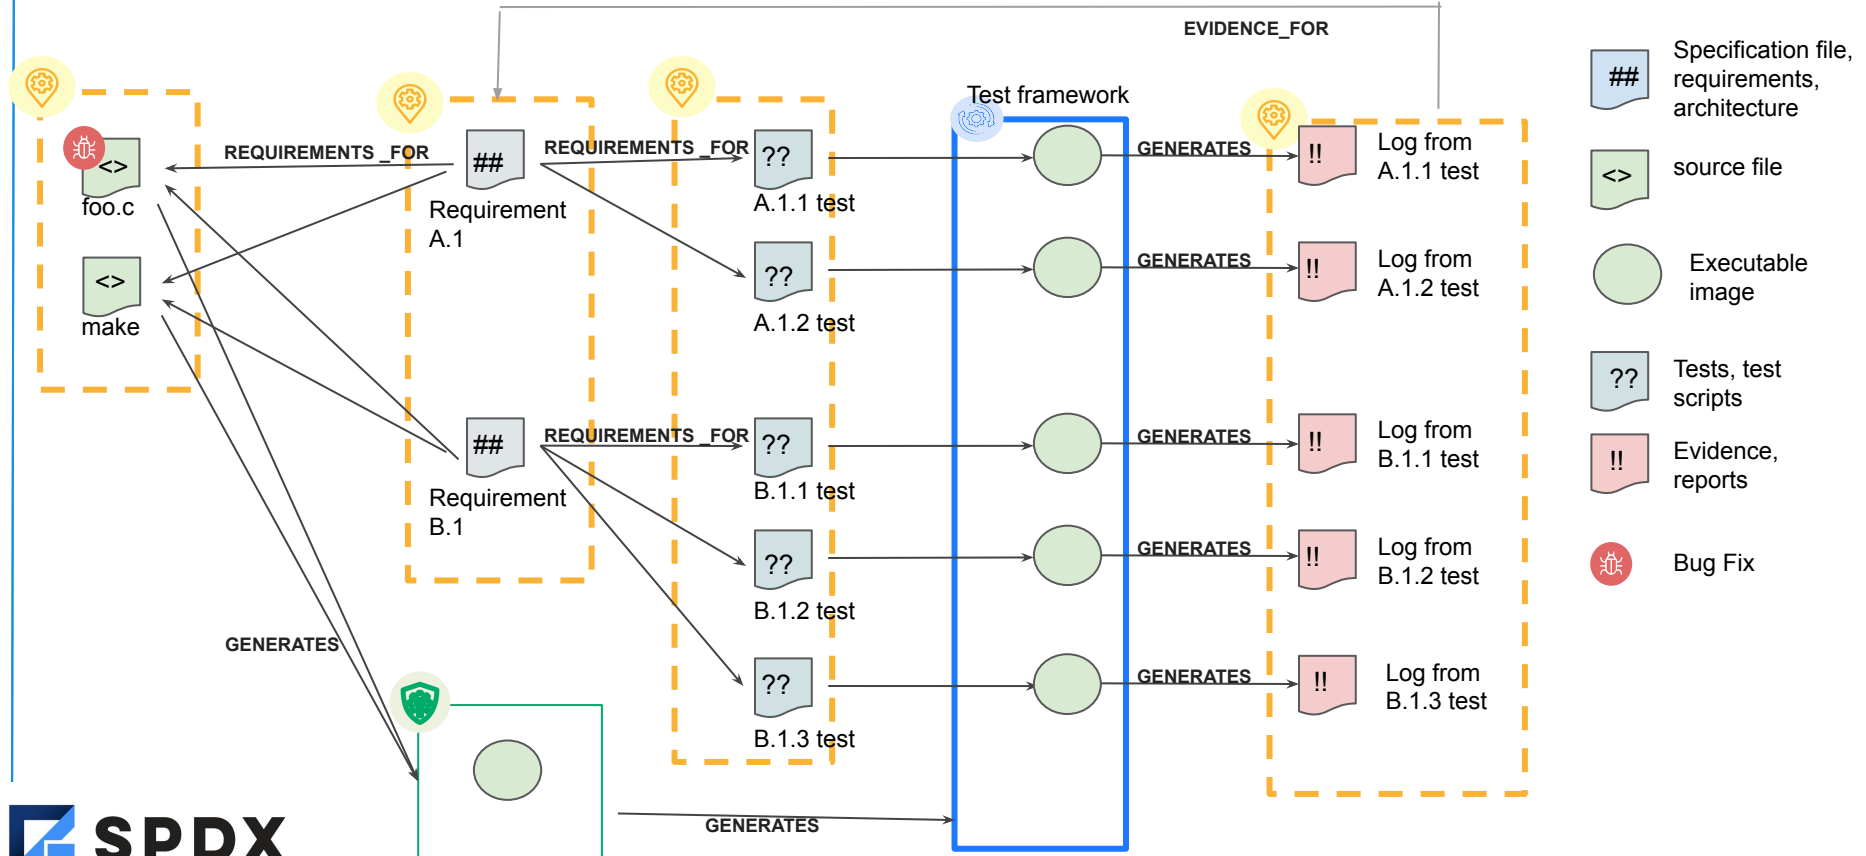 EVIDENCE_FOR
Test framework
REQUIREMENTS _FOR
REQUIREMENTS _FOR
<>
foo.c
<>
make
##
Requirement
A.1
??
A.1.1 test
??
A.1.2 test
GENERATES
!!
Log from
A.1.1 test
GENERATES
!!
Log from
A.1.2 test
##
Requirement
B.1
REQUIREMENTS _FOR
??
B.1.1 test
??
B.1.2 test
??
B.1.3 test
GENERATES
!!
Log from
B.1.1 test
GENERATES
!!
Log from
B.1.2 test
GENERATES
!!
Log from
B.1.3 test
GENERATES
GENERATES
##
Specification file,
requirements,
architecture
<>
source file
Executable
image
??
Tests, test
scripts
!!
Evidence,
reports
Bug Fix
SPDX